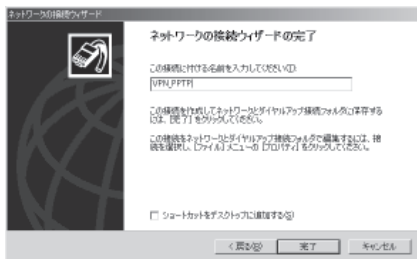 ネットワークの接続ウィザード
ネットワークの接続ウィザードの完了
この接続に付ける名前を入力してください(I):
VPN_PPTP
この接続を作成してネットワークとダイヤルアップ接続フォルダに保存する
には、[完了] をクリックしてください。
この接続をネットワークとダイヤルアップ接続フォルダで編集するには、接
続を選択し、[ファイル] メニューの [プロパティ] をクリックしてください。
ショートカットをデスクトップに追加する(S)
< 戻る(B)
完了
キャンセル